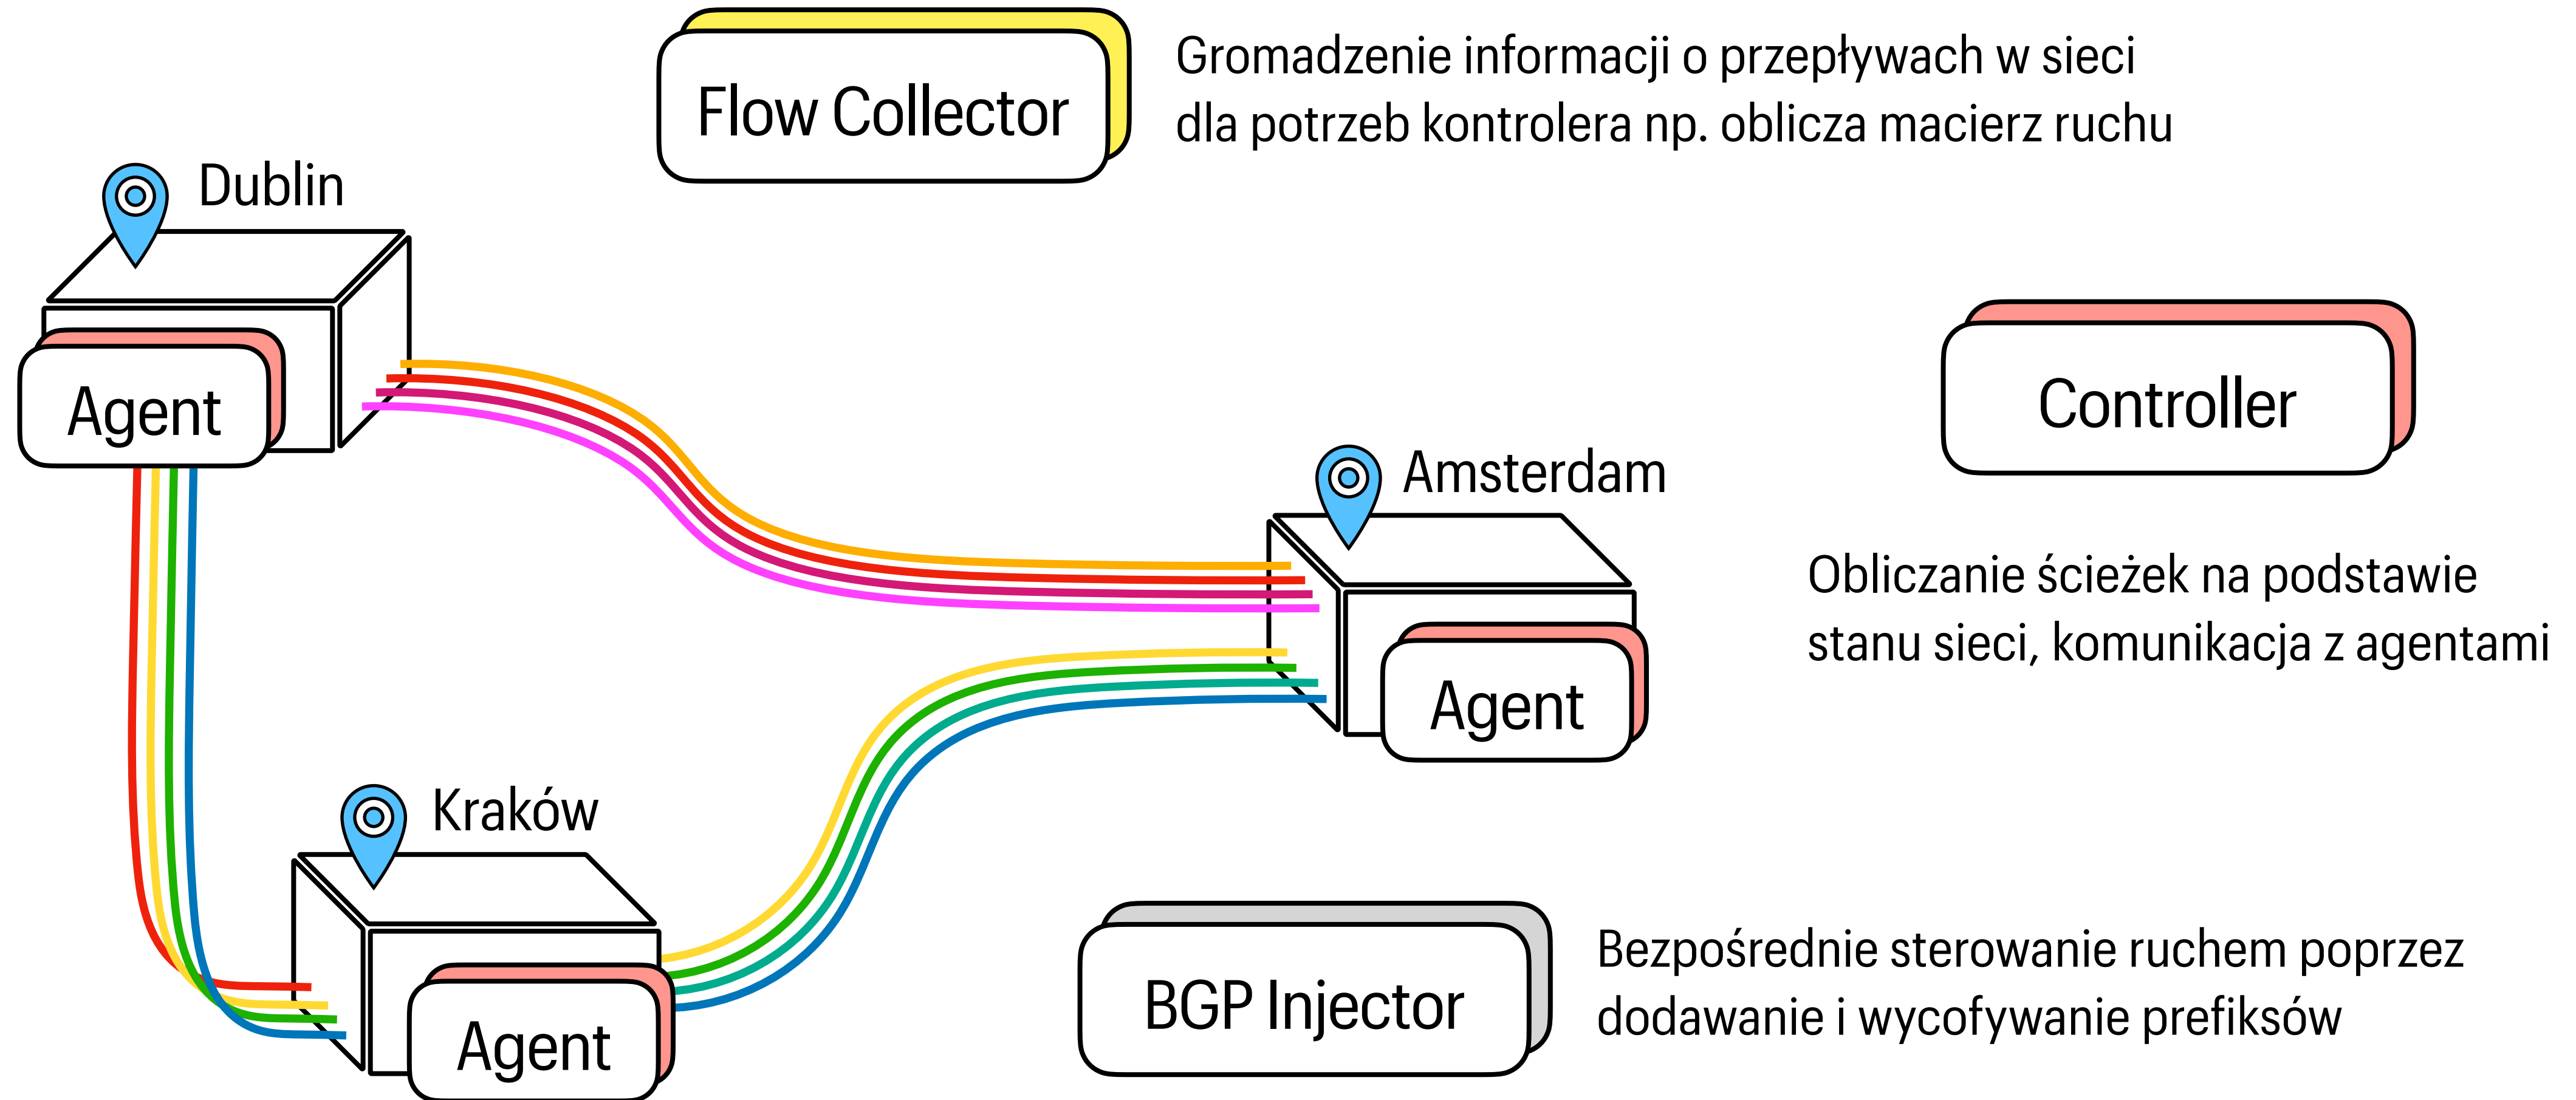 Flow Collector
Gromadzenie informacji o przepływach w sieci
dla potrzeb kontrolera np. oblicza macierz ruchu
Dublin
Agent
Controller
Obliczanie ścieżek na podstawie
stanu sieci, komunikacja z agentami
Amsterdam
Agent
Kraków
Agent
BGP Injector
Bezpośrednie sterowanie ruchem poprzez
dodawanie i wycofywanie prefiksów